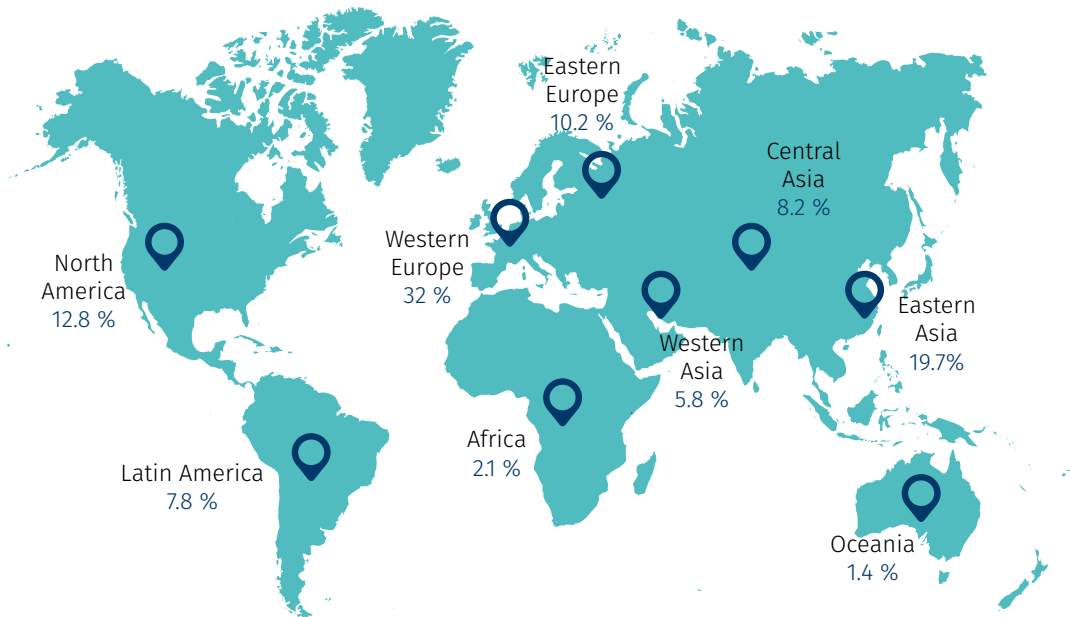 Eastern
Europe
10.2 %
Central
Asia
8.2 %
Western
Europe
32 %
North
America
12.8 %
Eastern
Asia
19.7%
Western
Asia
5.8 %
Africa
2.1 %
Latin America
7.8 %
Oceania
1.4 %